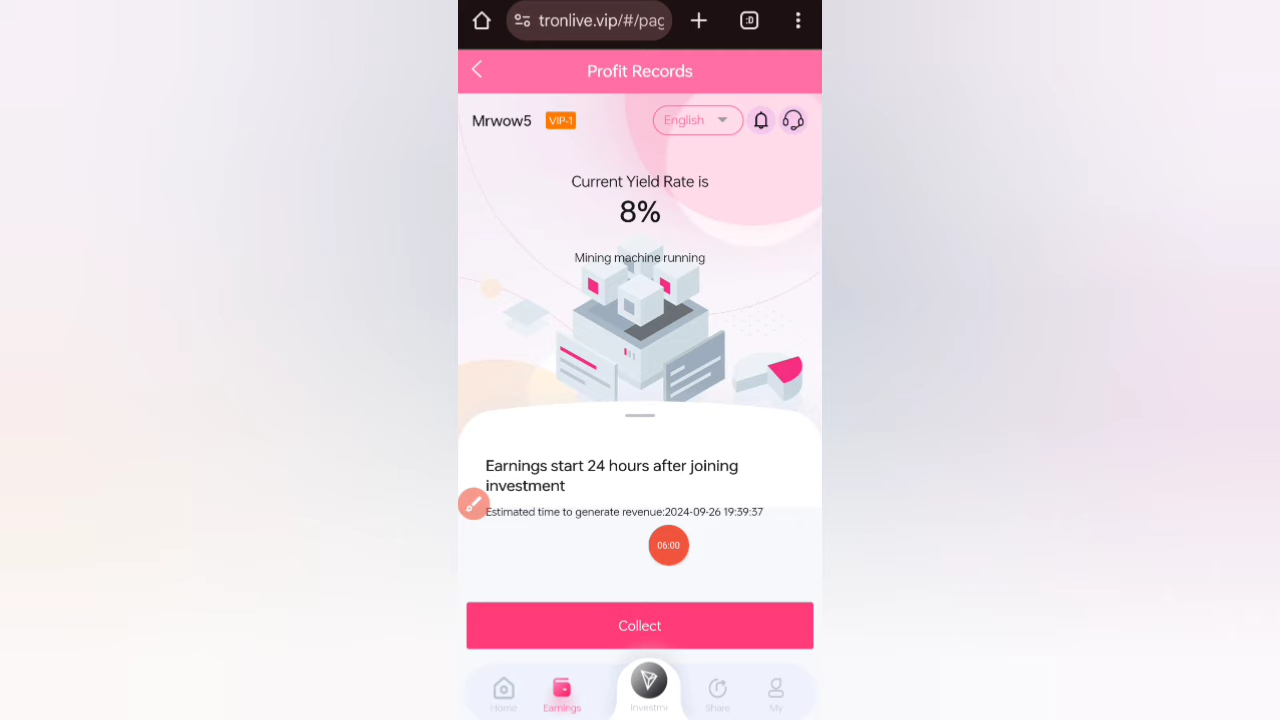 tronlive.vip/#/pag
:D
Profit Records
Mrwow5 VIP-1 English
Current Yield Rate is
8%
Mining machine running
Earnings start 24 hours after joining
investment
Estimated time to generate revenue:2024-09-26 19:39:37
06:00
Collect
Home Earnings Investm Share My